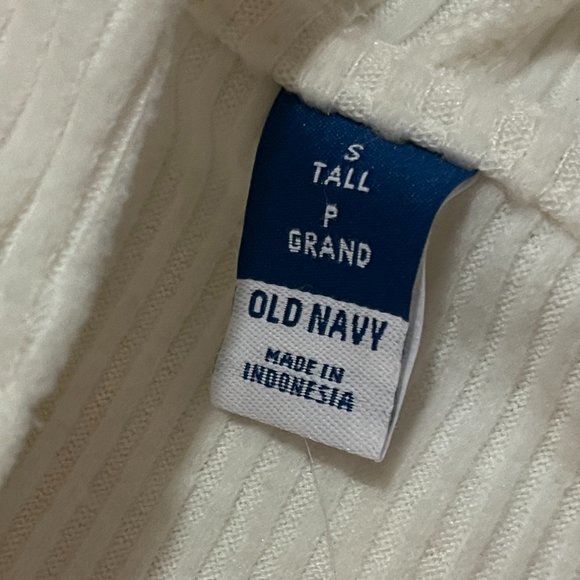 S
TALL
P
GRAND
OLD NAVY
MADE IN
INDONESIA